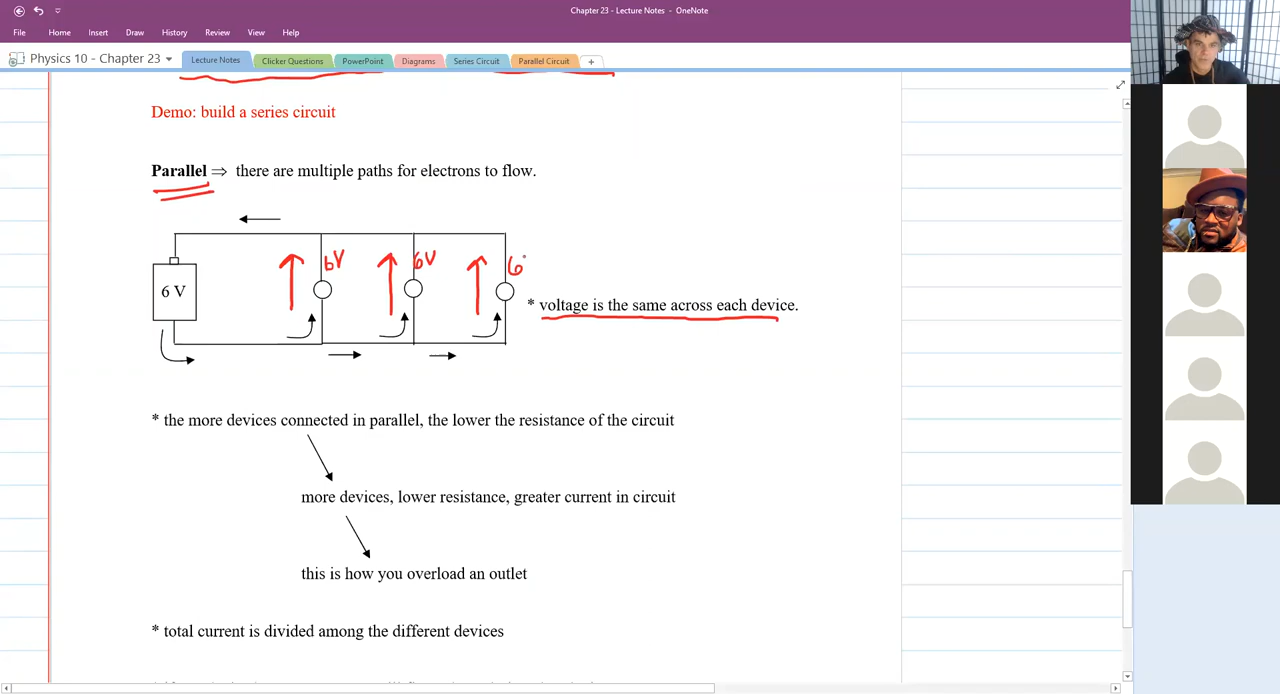 Chapter 23 - Lecture Notes - OneNote
File Home Insert Draw History Review View Help
Physics 10 - Chapter 23 Lecture Notes Clicker Questions PowerPoint Diagrams Series Circuit Parallel Circuit +
Demo: build a series circuit
Parallel ⇒ there are multiple paths for electrons to flow.
6V 6V 6
6 V
* voltage is the same across each device.
* the more devices connected in parallel, the lower the resistance of the circuit
more devices, lower resistance, greater current in circuit
this is how you overload an outlet
* total current is divided among the different devices